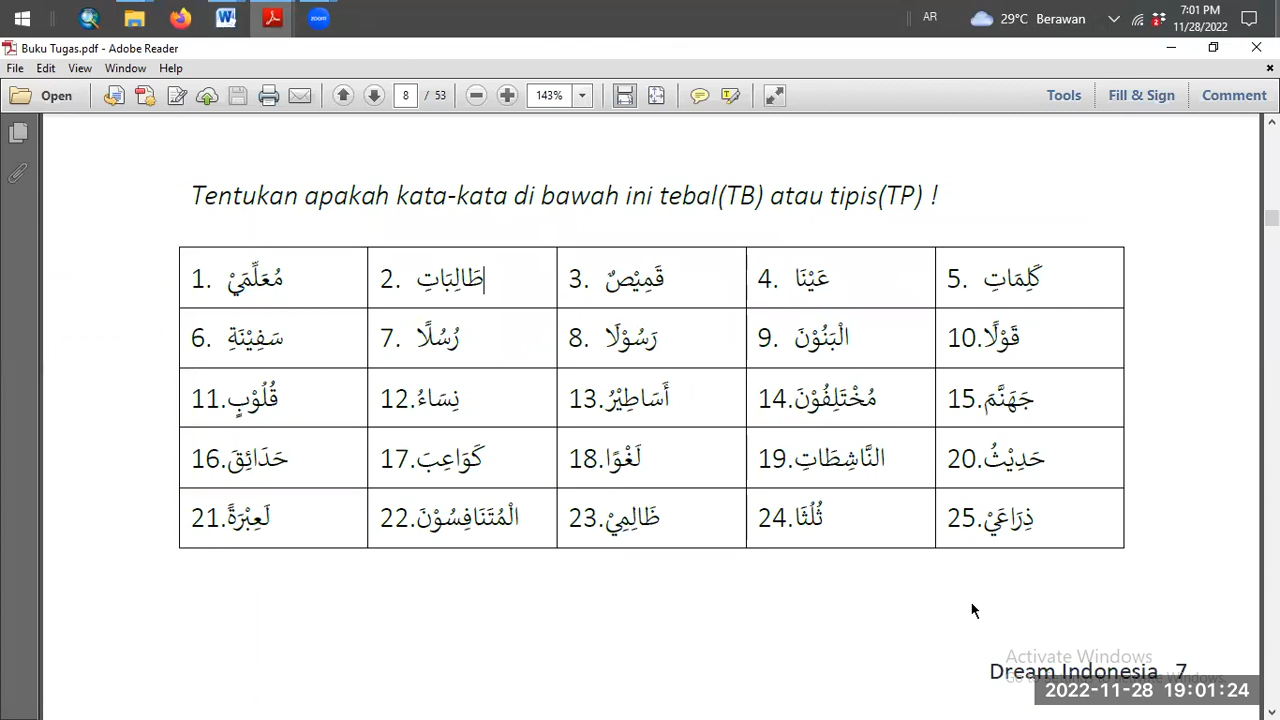 AR
29°C Berawan
7:01 PM
11/28/2022
Buku Tugas.pdf - Adobe Reader
File Edit View Window Help
Open 8 / 53 143% Tools Fill & Sign Comment
Tentukan apakah kata-kata di bawah ini tebal(TB) atau tipis(TP) !
1. مُعَلِّمَيْ 2. طَالِبَاتِ 3. قَمِيْصٌ 4. عَيْنَا 5. كَلِمَاتِ
6. سَفِيْنَةِ 7. رُسُلًا 8. رَسُوْلَا 9. الْبَنُوْنَ 10. قَوْلًا
11. قُلُوْبٍ 12. نِسَاءُ 13. أَسَاطِيْرُ 14. مُخْتَلِفُوْنَ 15. جَهَنَّمَ
16. حَدَائِقَ 17. كَوَاعِبَ 18. لَغْوًا 19. النَّاشِطَاتِ 20. حَدِيْثُ
21. لَعِبْرَةً 22. الْمُتَنَافِسُوْنَ 23. ظَالِمِيْ 24. ثُلُثَا 25. ذِرَاعَيْ
Activate Windows
Dream Indonesia 7
2022-11-28 19:01:24